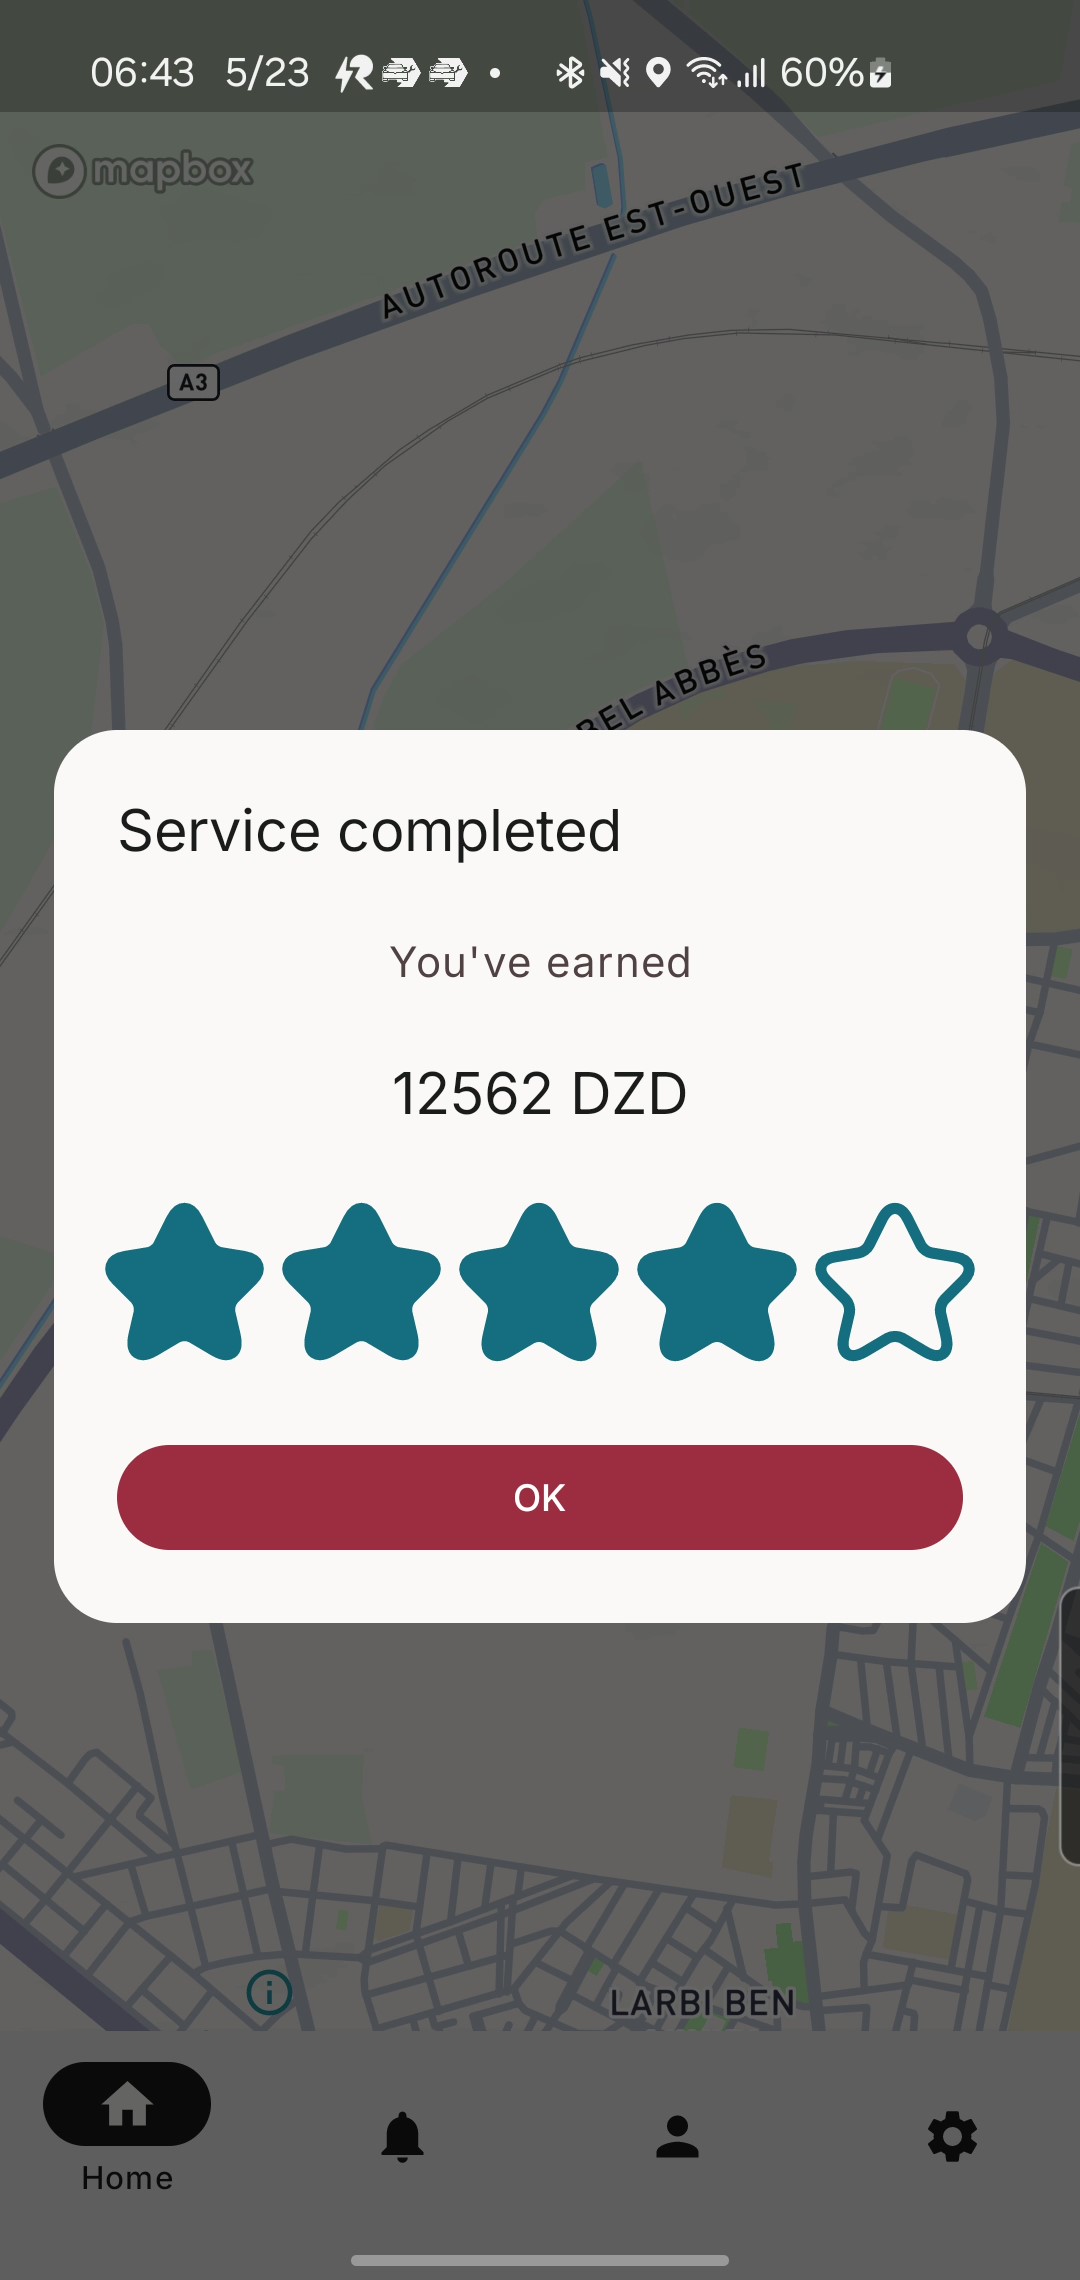 06:43 5/23 60%
mapbox
AUTOROUTE EST-OUEST
A3
BEL ABBÈS
Service completed
You've earned
12562 DZD
OK
LARBI BEN
Home